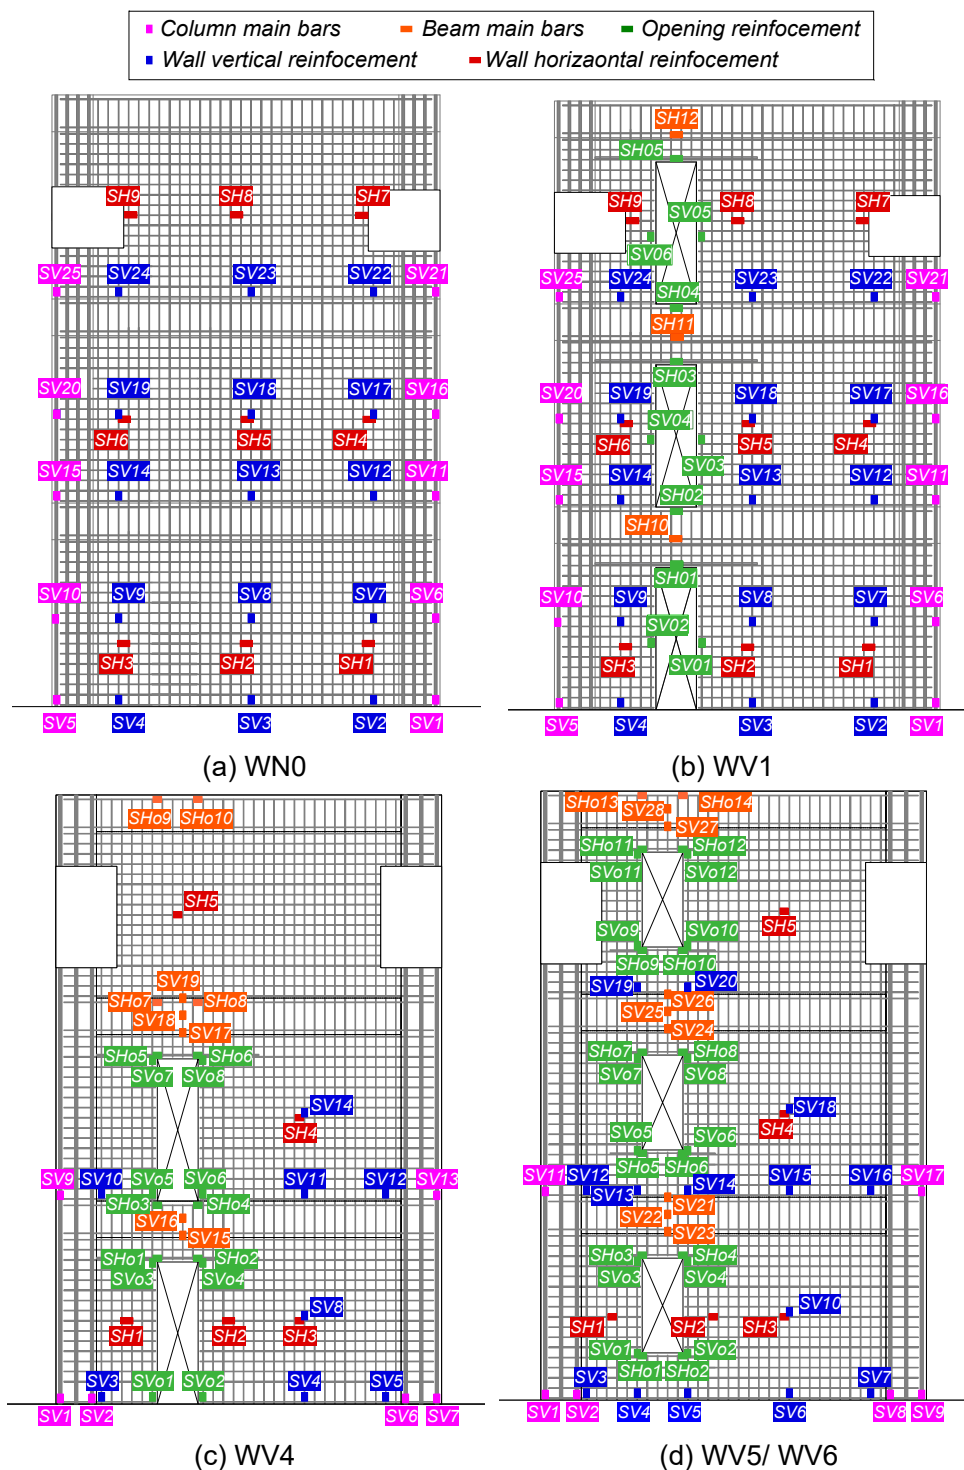 Column main bars Beam main bars Opening reinfocement
Wall vertical reinfocement Wall horizaontal reinfocement
SH9 SH8 SH7
SV25 SV24 SV23 SV22 SV21
SV20 SV19 SV18 SV17 SV16
SH6 SH5 SH4
SV15 SV14 SV13 SV12 SV11
SV10 SV9 SV8 SV7 SV6
SH3 SH2 SH1
SV5 SV4 SV3 SV2 SV1
(a) WN0
SH12
SH05
SH9 SV05 SH8 SH7
SV06
SV25 SV24 SH04 SV23 SV22 SV21
SH11
SH03
SV20 SV19 SV18 SV17 SV16
SV04
SH6 SH5 SH4
SV03
SV15 SV14 SV13 SV12 SV11
SH02
SH10
SH01
SV10 SV9 SV8 SV7 SV6
SV02
SH3 SV01 SH2 SH1
SV5 SV4 SV3 SV2 SV1
(b) WV1
SHo9 SHo10
SH5
SV19
SHo7 SHo8
SV18
SV17
SHo5 SHo6
SVo7 SVo8
SV14
SH4
SV9 SV10 SVo5 SVo6 SV11 SV12 SV13
SHo3 SHo4
SV16
SV15
SHo1 SHo2
SVo3 SVo4
SV8
SH1 SH2 SH3
SV3 SVo1 SVo2 SV4 SV5
SV1 SV2 SV6 SV7
(c) WV4
SHo13 SV28 SHo14
SV27
SHo11 SHo12
SVo11 SVo12
SH5
SVo9 SVo10
SHo9 SHo10
SV19 SV20
SV26
SV25
SV24
SHo7 SHo8
SVo7 SVo8
SV18
SH4
SVo5 SVo6
SHo5 SHo6
SV11 SV12 SV15 SV16 SV17
SV13 SV14
SV21
SV22
SV23
SHo3 SHo4
SVo3 SVo4
SV10
SH1 SH2 SH3
SVo1 SVo2
SHo1 SHo2
SV3 SV7
SV1 SV2 SV4 SV5 SV6 SV8 SV9
(d) WV5/ WV6